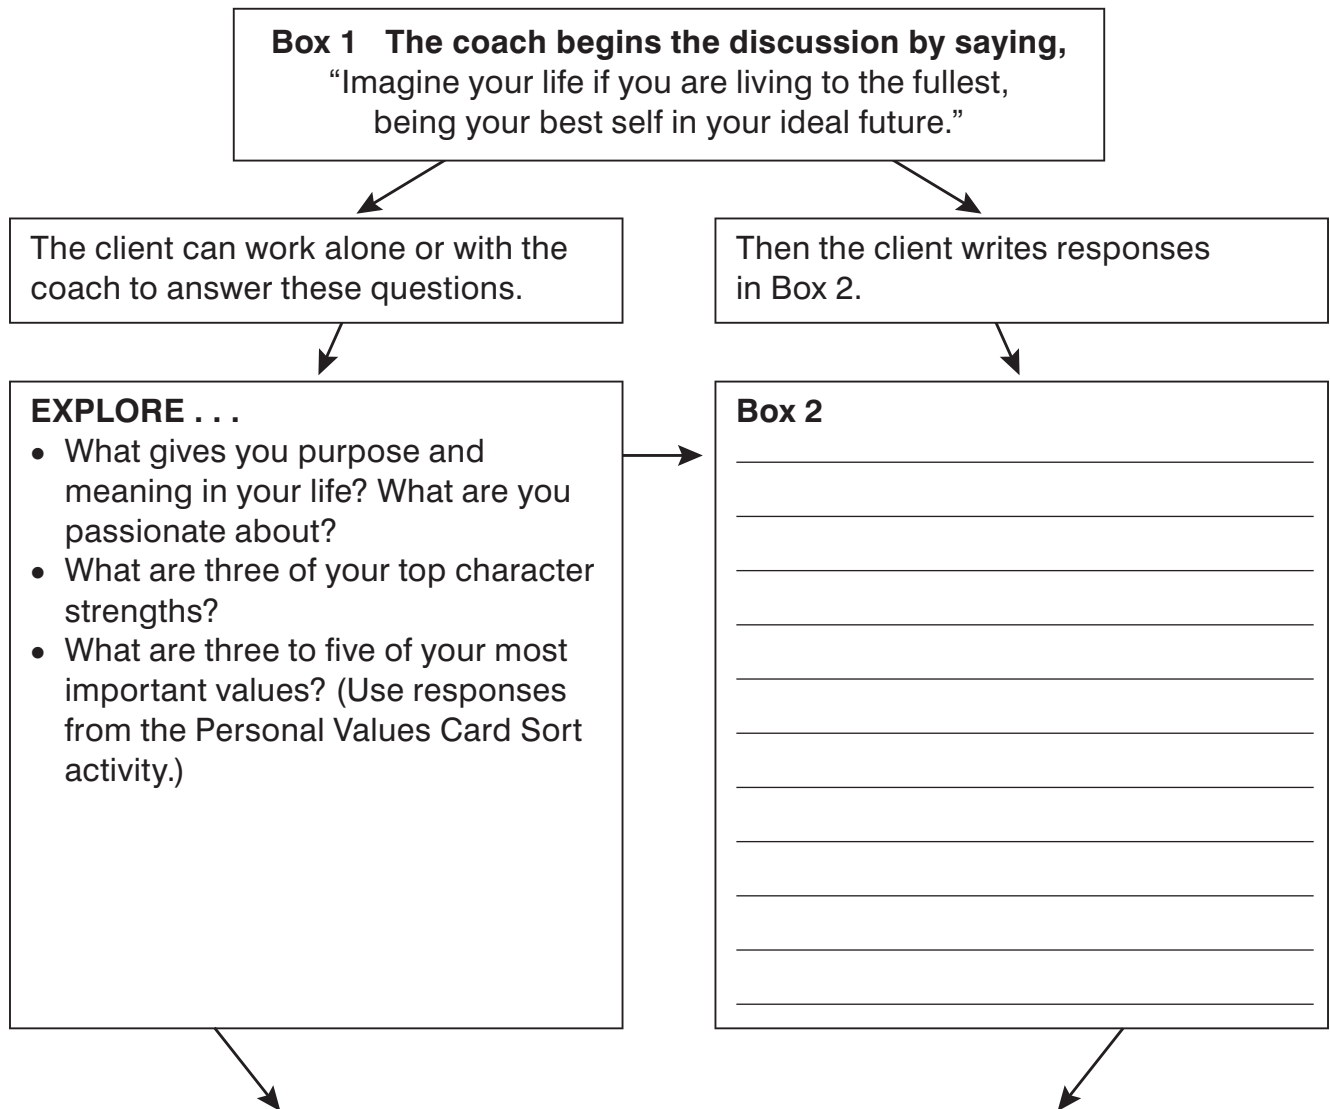 Box 1 The coach begins the discussion by saying,
“Imagine your life if you are living to the fullest,
being your best self in your ideal future.”
The client can work alone or with the
coach to answer these questions.
Then the client writes responses
in Box 2.
EXPLORE . . .
• What gives you purpose and
meaning in your life? What are you
passionate about?
• What are three of your top character
strengths?
• What are three to five of your most
important values? (Use responses
from the Personal Values Card Sort
activity.)
Box 2